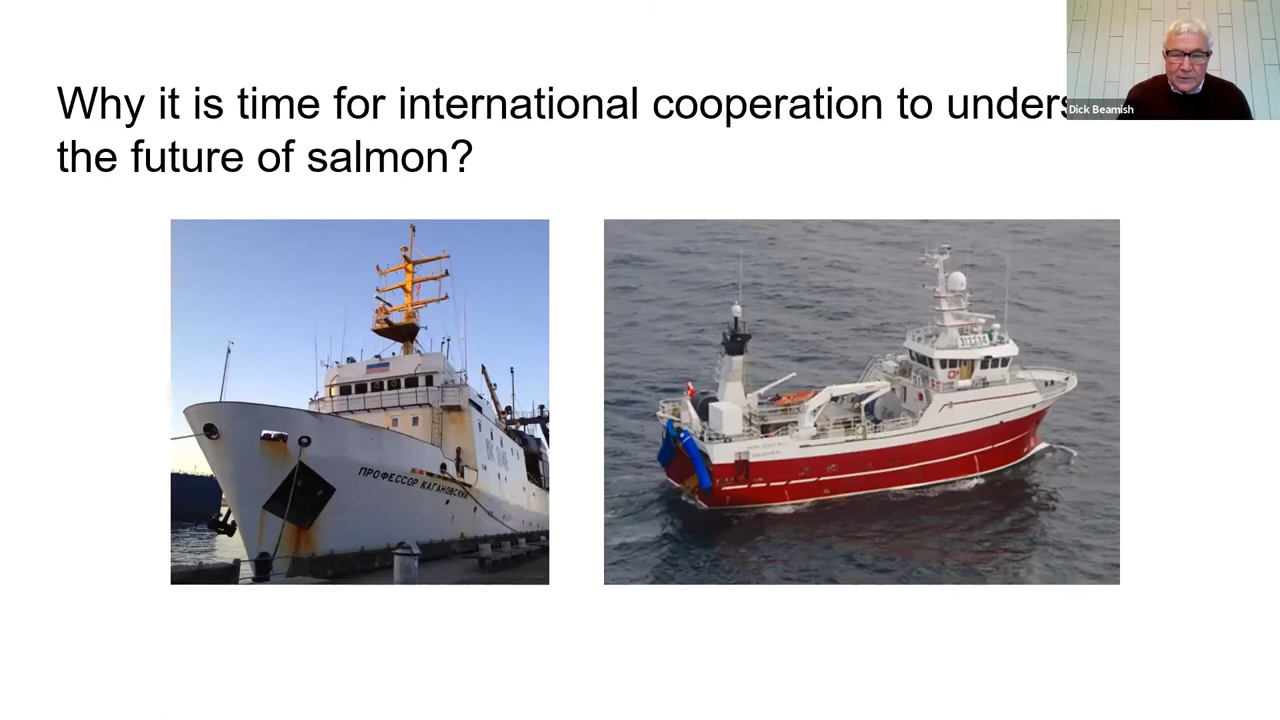 Why it is time for international cooperation to unders
the future of salmon?
Dick Beamish
ПРОФЕССОР КАГАНОВСКИЙ